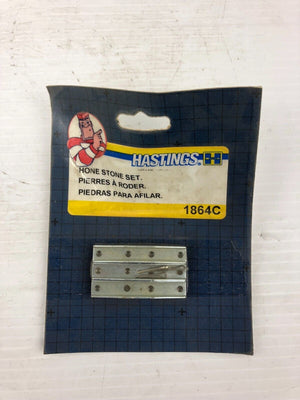 HASTINGS
HONE STONE SET.
PIERRES À RODER.
PIEDRAS PARA AFILAR.
1864C